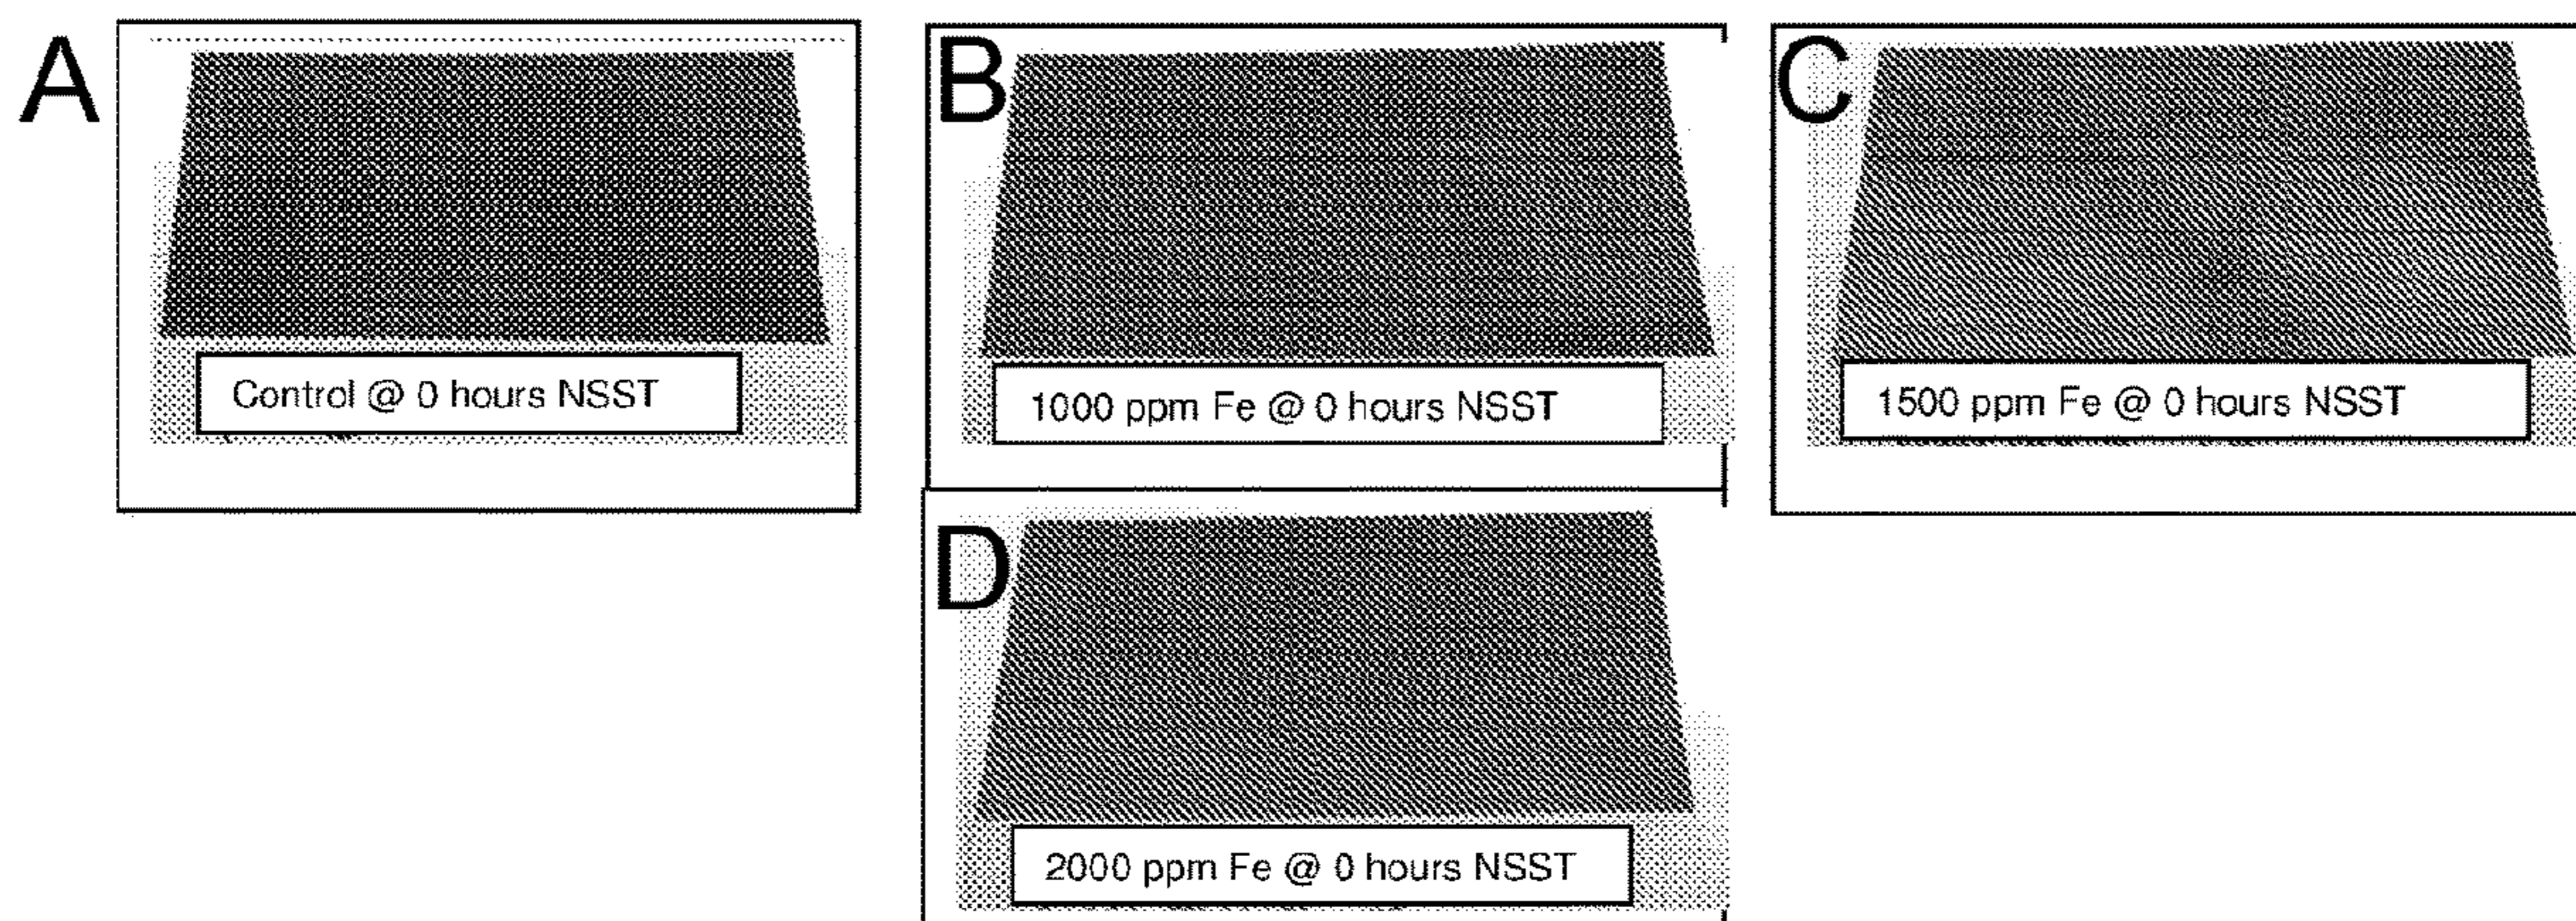 A
Control @ 0 hours NSST
B
1000 ppm Fe @ 0 hours NSST
C
1500 ppm Fe @ 0 hours NSST
D
2000 ppm Fe @ 0 hours NSST